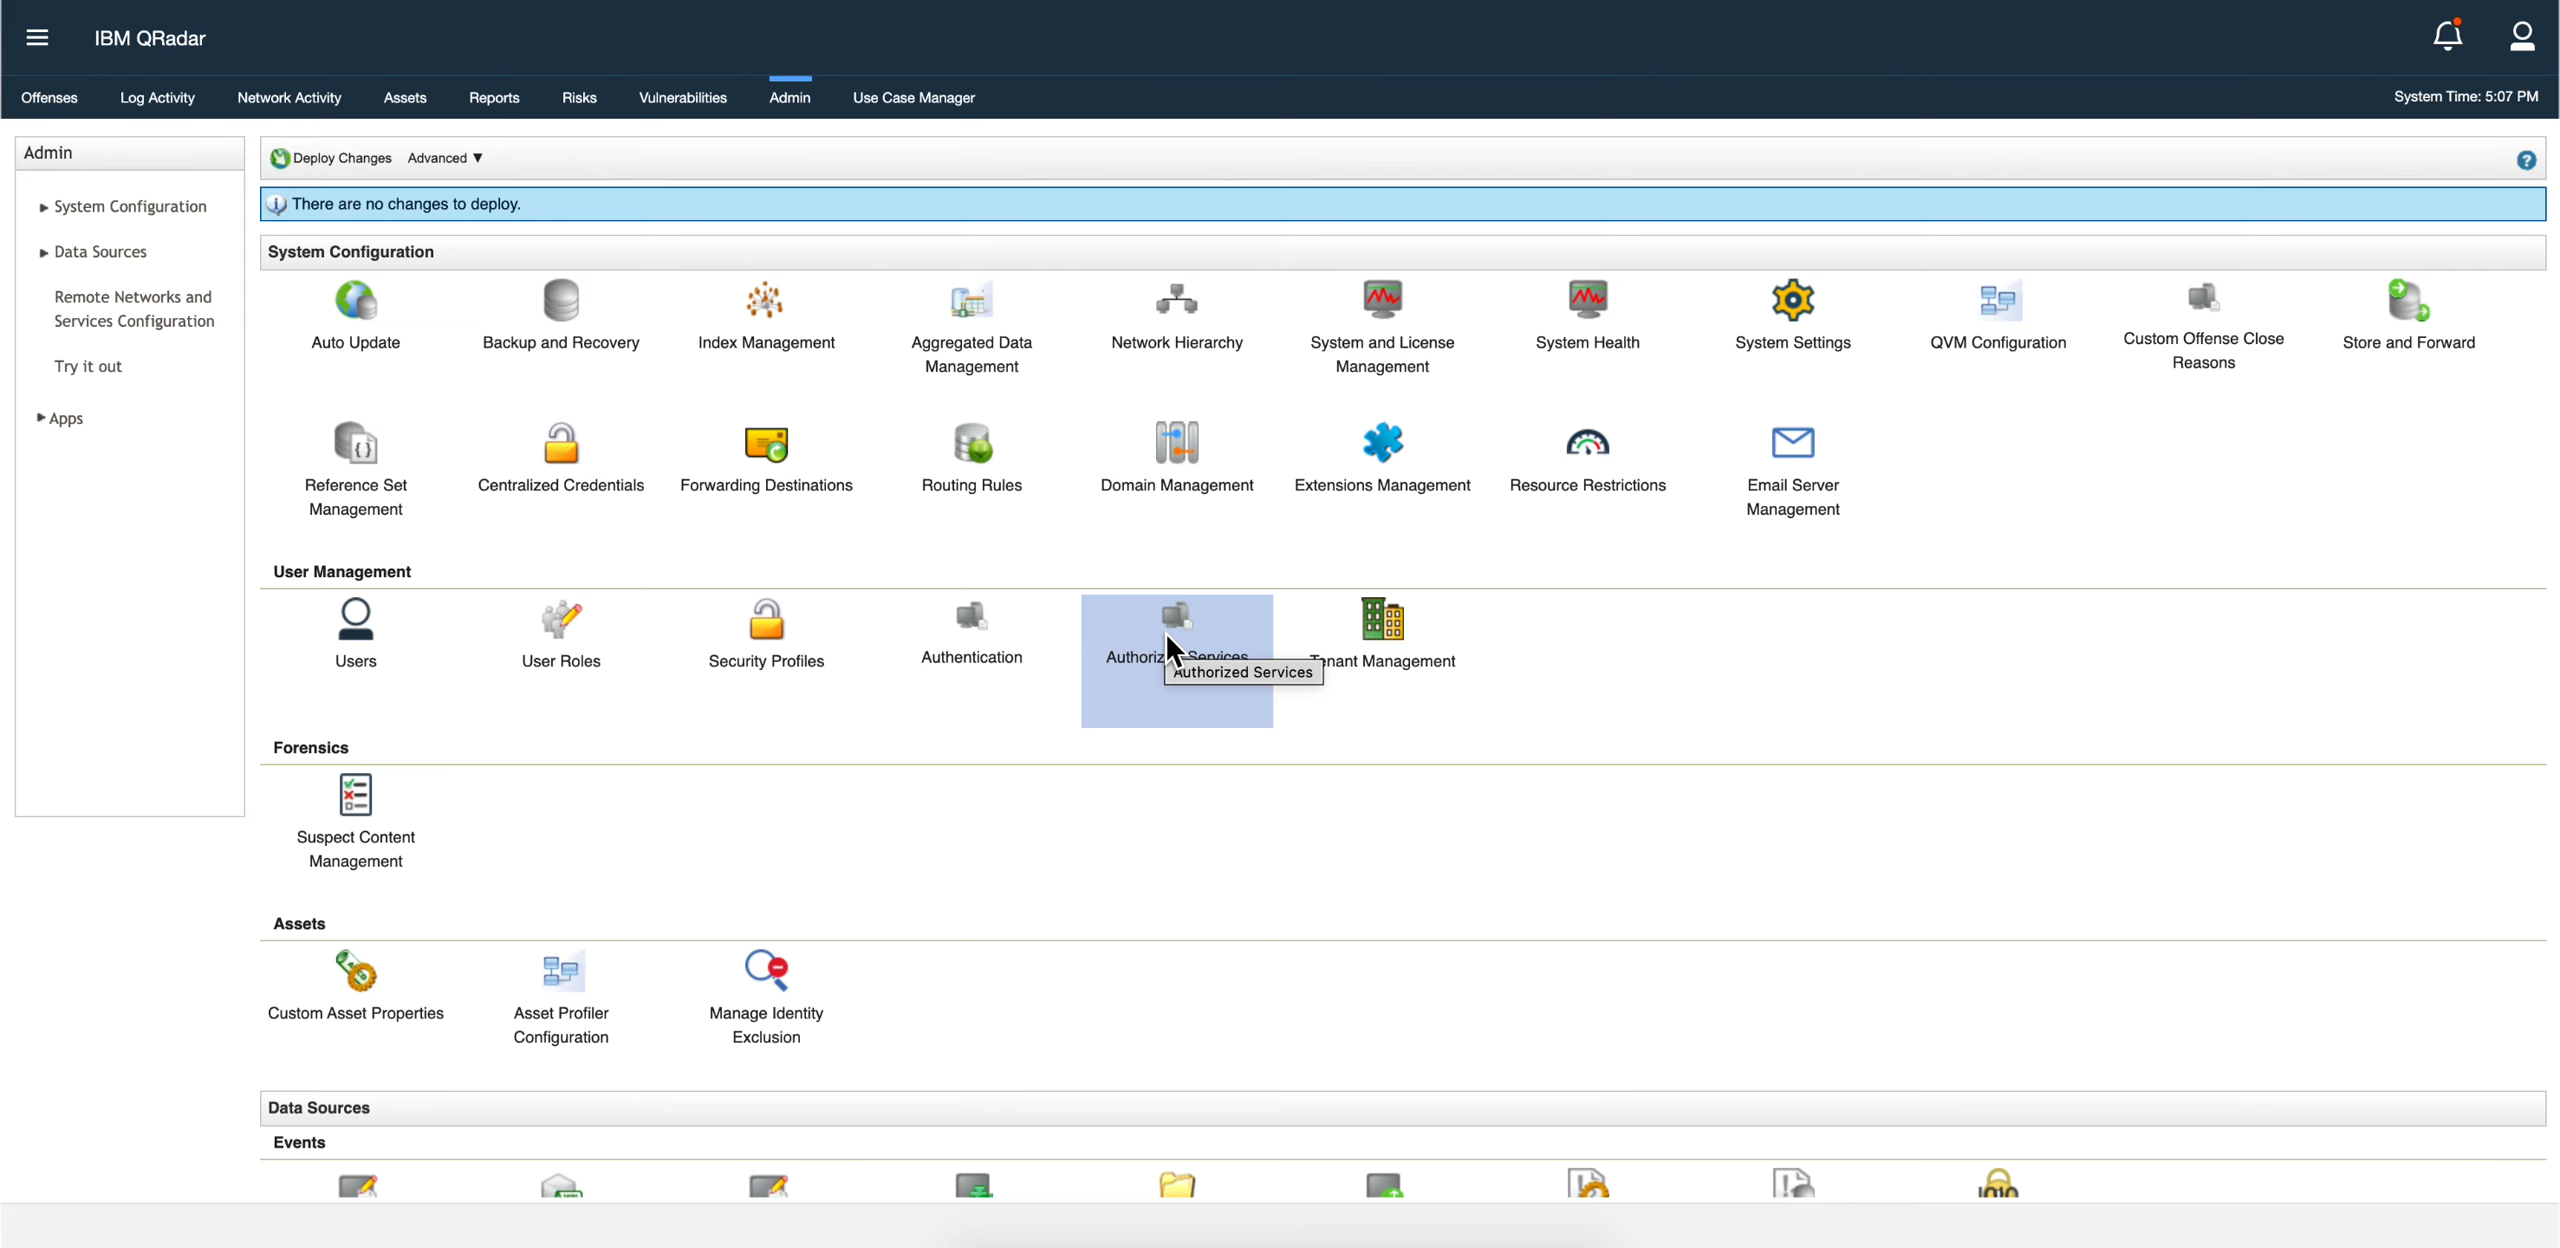 IBM QRadar
Offenses Log Activity Network Activity Assets Reports Risks Vulnerabilities Admin Use Case Manager System Time: 5:07 PM
Admin
System Configuration
Data Sources
Remote Networks and
Services Configuration
Try it out
Apps
Deploy Changes Advanced ▼
There are no changes to deploy.
System Configuration
Auto Update
Backup and Recovery
Index Management
Aggregated Data
Management
Network Hierarchy
System and License
Management
System Health
System Settings
QVM Configuration
Custom Offense Close
Reasons
Store and Forward
Reference Set
Management
Centralized Credentials
Forwarding Destinations
Routing Rules
Domain Management
Extensions Management
Resource Restrictions
Email Server
Management
User Management
Users
User Roles
Security Profiles
Authentication
Authorized Services
Tenant Management
Forensics
Suspect Content
Management
Assets
Custom Asset Properties
Asset Profiler
Configuration
Manage Identity
Exclusion
Data Sources
Events